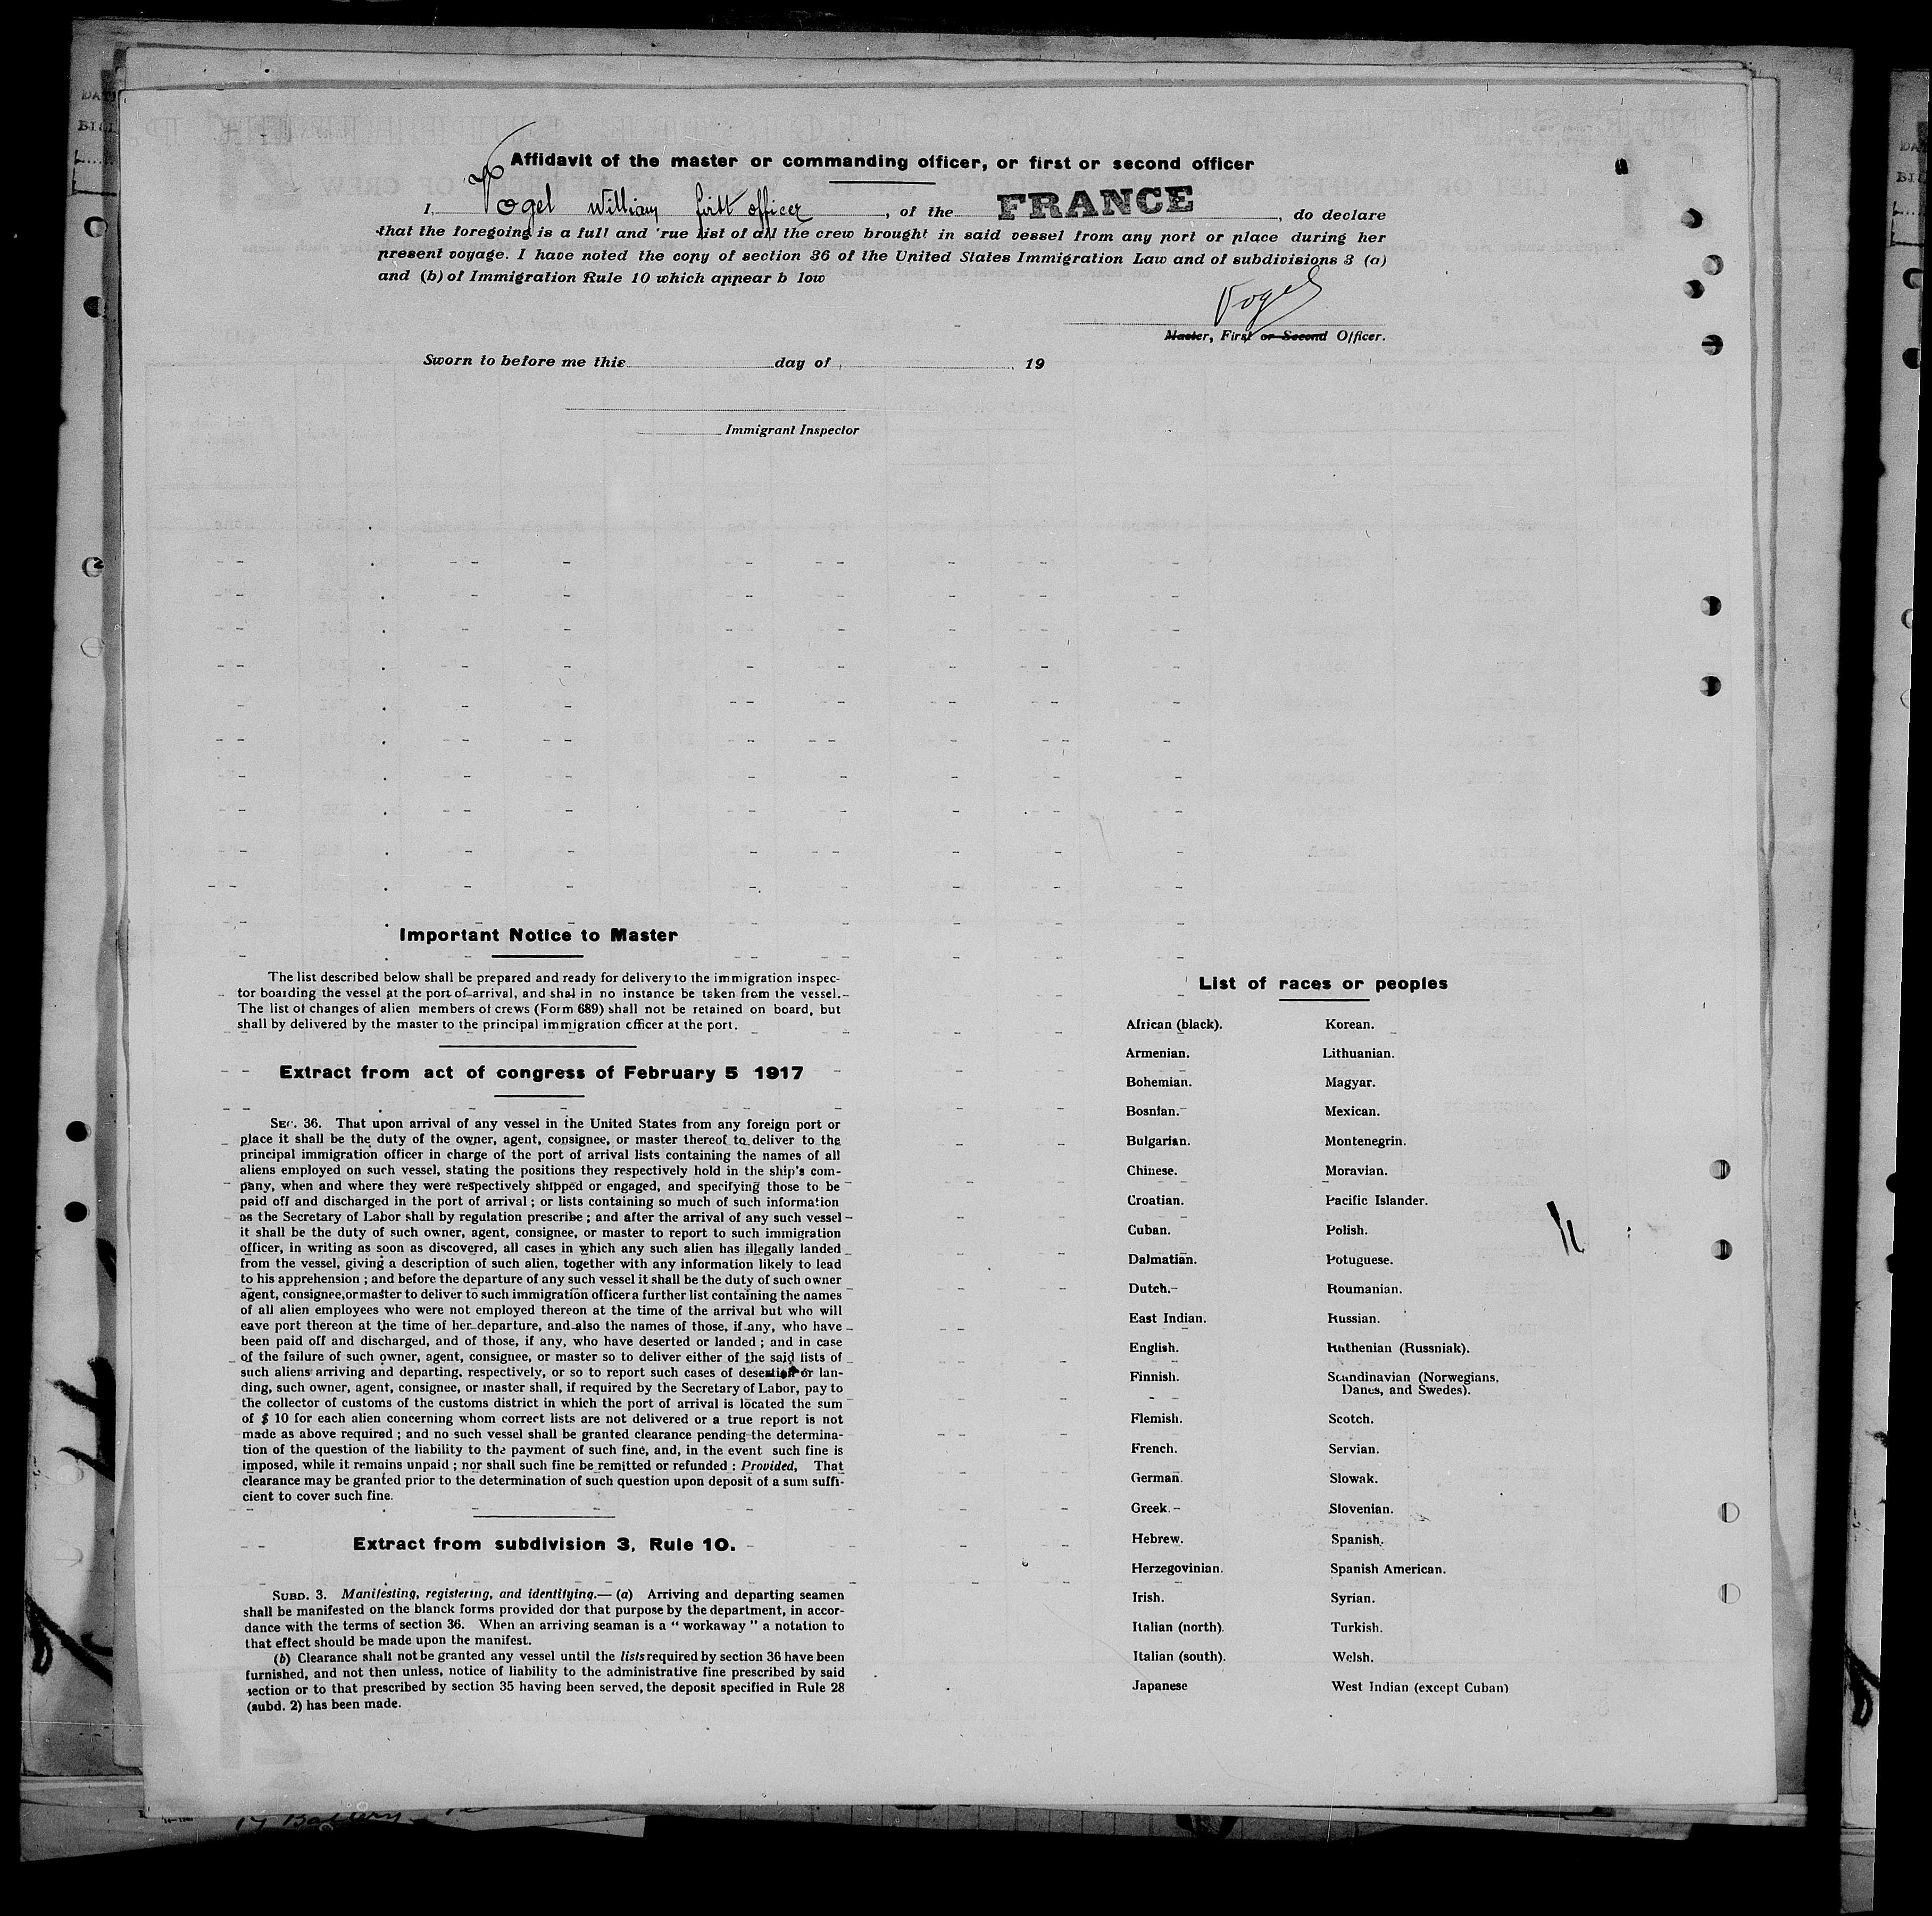 Affidavit of the master or commanding officer, or first or second officer
I, Vogel William first officer, of the FRANCE, do declare
that the foregoing is a full and 'rue list of all the crew brought in said vessel from any port or place during her
present voyage. I have noted the copy of section 36 of the United States Immigration Law and of subdivisions 3 (a)
and (b) of Immigration Rule 10 which appear b low
Vogel
Master, First or Second Officer.
Sworn to before me this day of 19
Immigrant Inspector
Important Notice to Master
The list described below shall be prepared and ready for delivery to the immigration inspec-
tor boarding the vessel at the port of arrival, and shal in no instance be taken from the vessel.
The list of changes of alien members of crews (Form 689) shall not be retained on board, but
shall by delivered by the master to the principal immigration officer at the port.
Extract from act of congress of February 5 1917
SEC. 36. That upon arrival of any vessel in the United States from any foreign port or
place it shall be the duty of the owner, agent, consignee, or master thereof to deliver to the
principal immigration officer in charge of the port of arrival lists containing the names of all
aliens employed on such vessel, stating the positions they respectively hold in the ship's com-
pany, when and where they were respectively shipped or engaged, and specifying those to be
paid off and discharged in the port of arrival; or lists containing so much of such information
as the Secretary of Labor shall by regulation prescribe; and after the arrival of any such vessel
it shall be the duty of such owner, agent, consignee, or master to report to such immigration
officer, in writing as soon as discovered, all cases in which any such alien has illegally landed
from the vessel, giving a description of such alien, together with any information likely to lead
to his apprehension; and before the departure of any such vessel it shall be the duty of such owner
agent, consignee, or master to deliver to such immigration officer a further list containing the names
of all alien employees who were not employed thereon at the time of the arrival but who will
eave port thereon at the time of her departure, and also the names of those, if any, who have
been paid off and discharged, and of those, if any, who have deserted or landed; and in case
of the failure of such owner, agent, consignee, or master so to deliver either of the said lists of
such aliens arriving and departing, respectively, or so to report such cases of desertion or lan-
ding, such owner, agent, consignee, or master shall, if required by the Secretary of Labor, pay to
the collector of customs of the customs district in which the port of arrival is located the sum
of $ 10 for each alien concerning whom correct lists are not delivered or a true report is not
made as above required; and no such vessel shall be granted clearance pending the determina-
tion of the question of the liability to the payment of such fine, and, in the event such fine is
imposed, while it remains unpaid; nor shall such fine be remitted or refunded: Provided, That
clearance may be granted prior to the determination of such question upon deposit of a sum suffi-
cient to cover such fine.
Extract from subdivision 3, Rule 10.
SUBD. 3. Manifesting, registering, and identifying.— (a) Arriving and departing seamen
shall be manifested on the blanck forms provided dor that purpose by the department, in accor-
dance with the terms of section 36. When an arriving seaman is a "workaway" a notation to
that effect should be made upon the manifest.
(b) Clearance shall not be granted any vessel until the lists required by section 36 have been
furnished, and not then unless, notice of liability to the administrative fine prescribed by said
section or to that prescribed by section 35 having been served, the deposit specified in Rule 28
(subd. 2) has been made.
List of races or peoples
African (black). Korean.
Armenian. Lithuanian.
Bohemian. Magyar.
Bosnian. Mexican.
Bulgarian. Montenegrin.
Chinese. Moravian.
Croatian. Pacific Islander.
Cuban. Polish.
Dalmatian. Potuguese.
Dutch. Roumanian.
East Indian. Russian.
English. Ruthenian (Russniak).
Finnish. Scandinavian (Norwegians,
Danes, and Swedes).
Flemish. Scotch.
French. Servian.
German. Slowak.
Greek. Slovenian.
Hebrew. Spanish.
Herzegovinian. Spanish American.
Irish. Syrian.
Italian (north). Turkish.
Italian (south). Welsh.
Japanese West Indian (except Cuban)